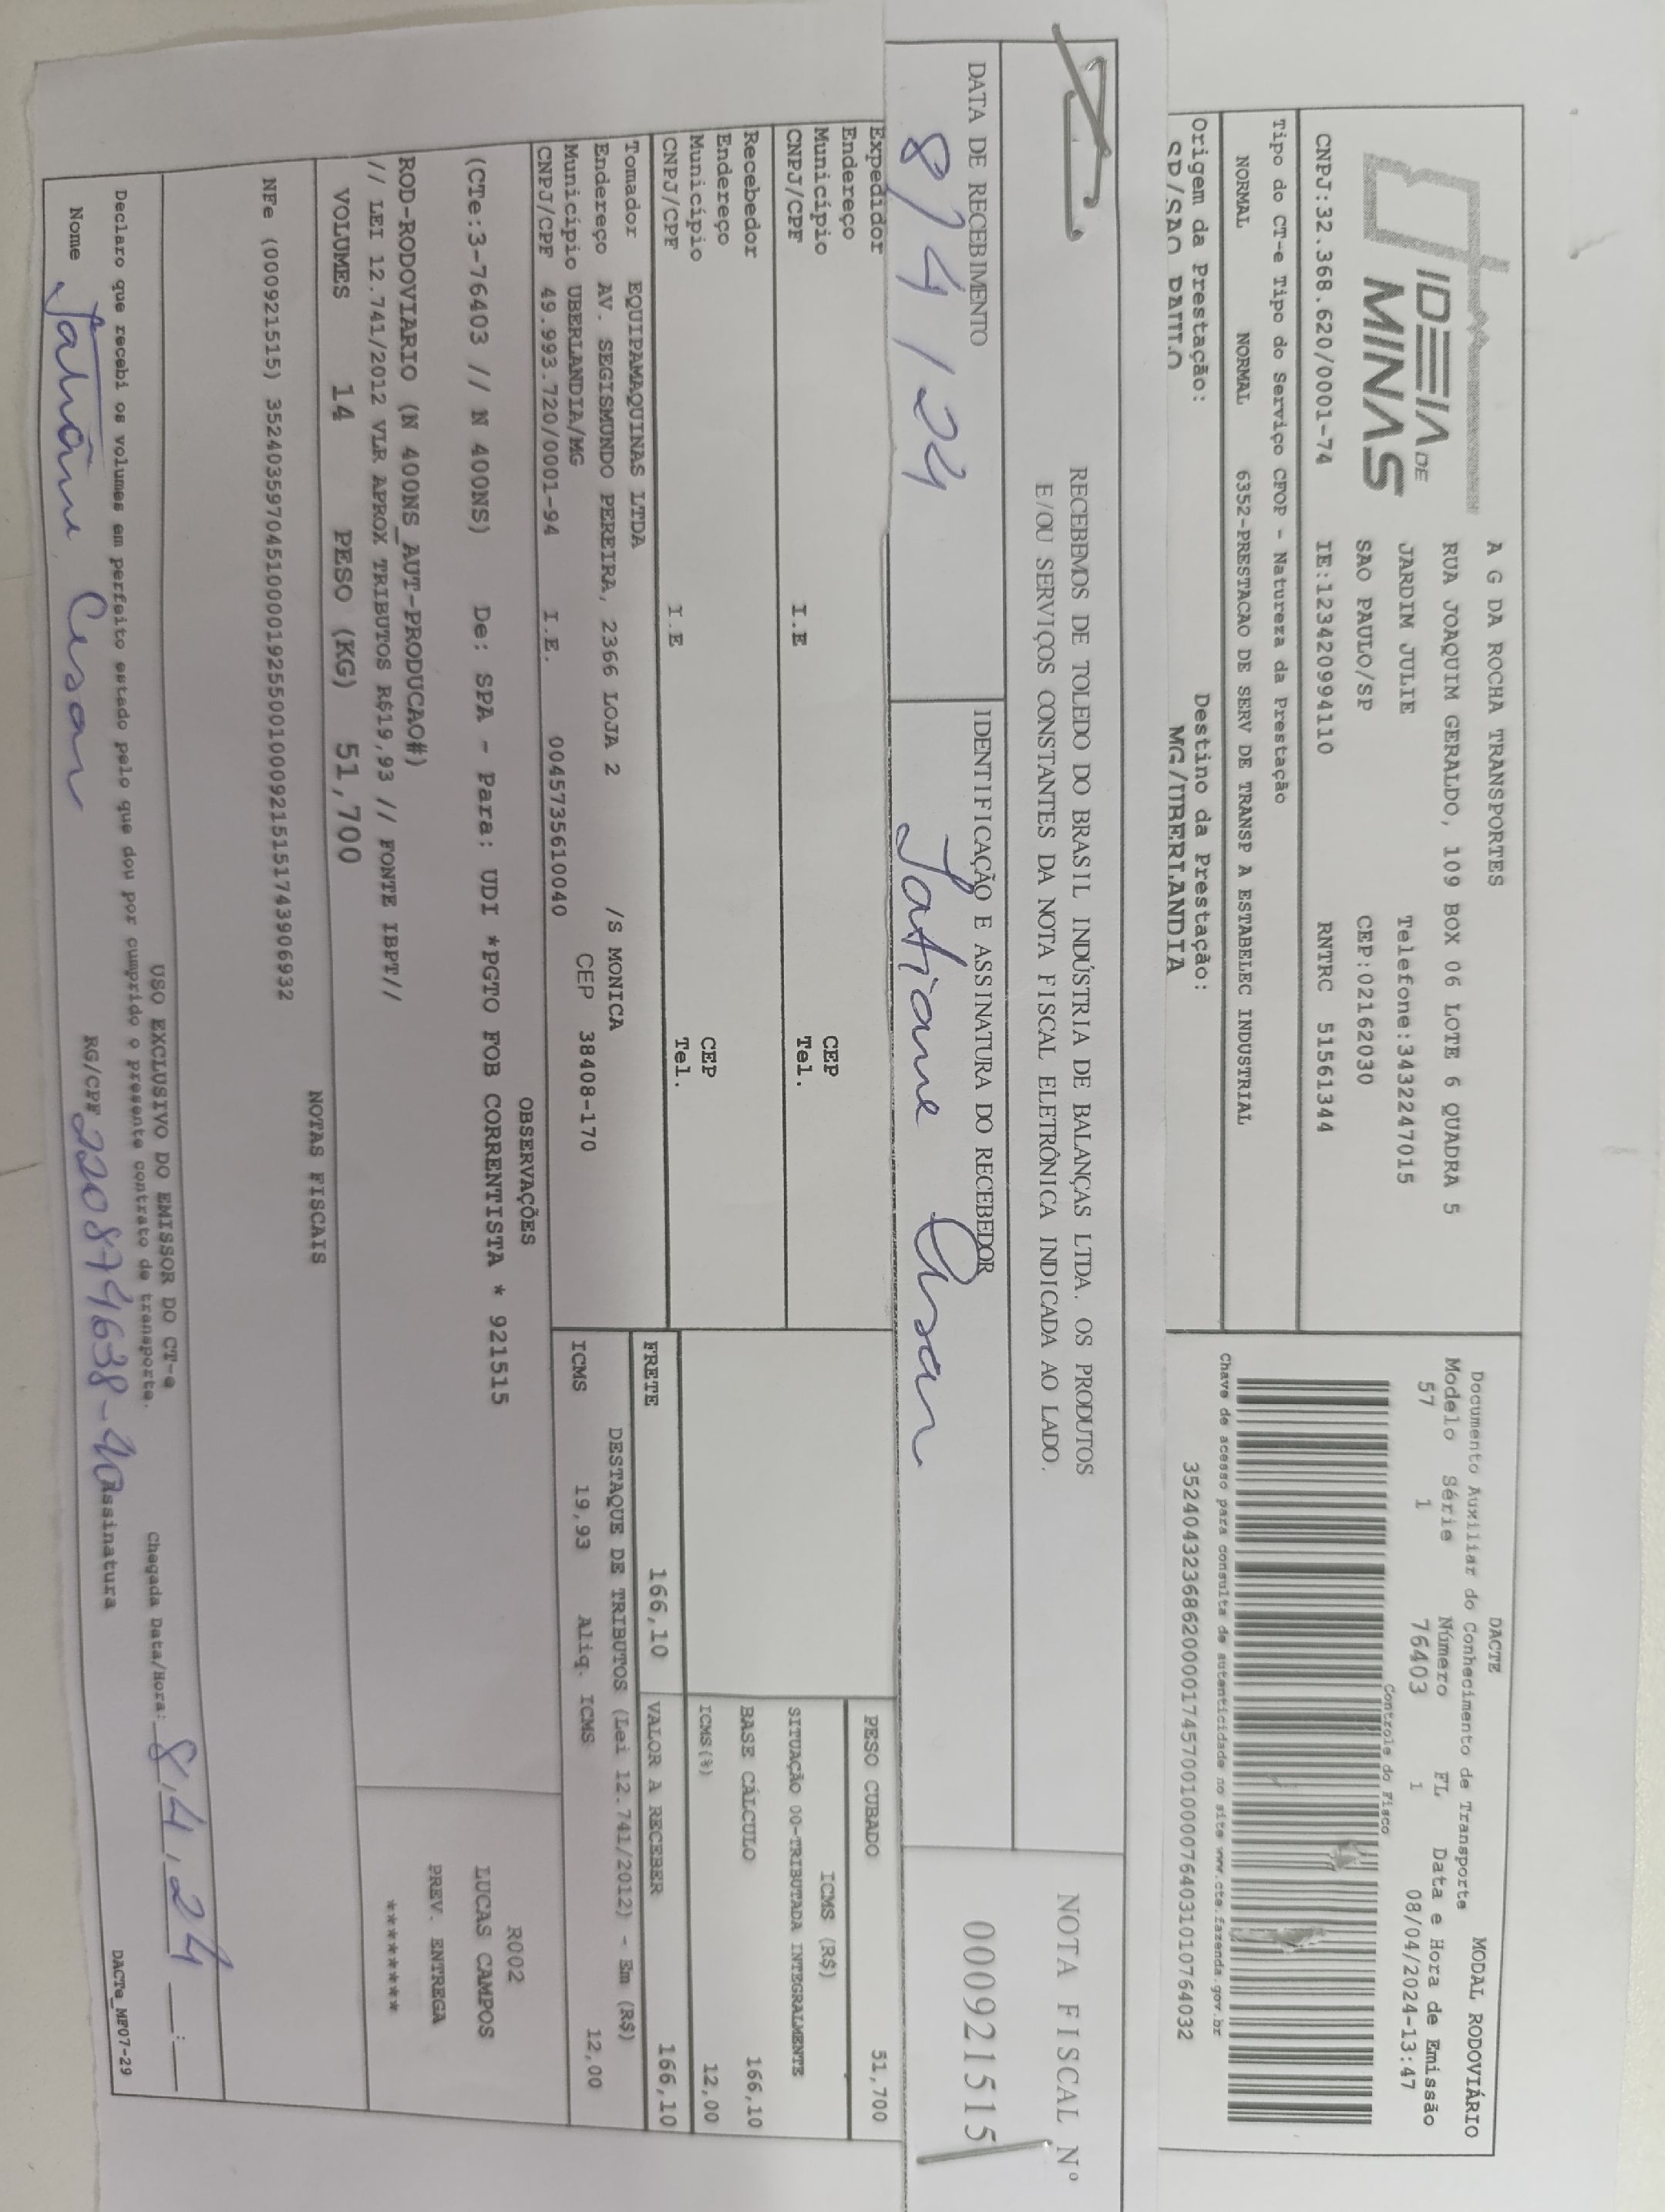 IDEIA DE
MINAS
A G DA ROCHA TRANSPORTES
RUA JOAQUIM GERALDO, 109 BOX 06 LOTE 6 QUADRA 5
JARDIM JULIE Telefone:3432247015
SAO PAULO/SP CEP:02162030
CNPJ:32.368.620/0001-74 IE:123420994110 RNTRC 51561344
DACTE
Documento Auxiliar do Conhecimento de Transporte
MODAL RODOVIÁRIO
Modelo Série Número FL Data e Hora de Emissão
57 1 76403 1 08/04/2024-13:47
Controle do Fisco
Tipo do CT-e Tipo do Serviço CFOP - Natureza da Prestação
NORMAL NORMAL 6352-PRESTACAO DE SERV DE TRANSP A ESTABELEC INDUSTRIAL
Chave de acesso para consulta de autenticidade no site www.cte.fazenda.gov.br
35240432368620000174570010000764031010764032
Origem da Prestação: Destino da Prestação:
SP/SAO PAULO MG/UBERLANDIA
RECEBEMOS DE TOLEDO DO BRASIL INDÚSTRIA DE BALANÇAS LTDA. OS PRODUTOS
E/OU SERVIÇOS CONSTANTES DA NOTA FISCAL ELETRÔNICA INDICADA AO LADO.
NOTA FISCAL Nº
000921515
DATA DE RECEBIMENTO IDENTIFICAÇÃO E ASSINATURA DO RECEBEDOR
8/4/24 Tatiane Cesar
Expedidor
Endereço
Município CEP
CNPJ/CPF I.E Tel.
Recebedor
Endereço
Município CEP
CNPJ/CPF I.E Tel.
PESO CUBADO 51,700
ICMS (R$)
SITUAÇÃO 00-TRIBUTADA INTEGRALMENTE
BASE CÁLCULO 166,10
ICMS(%) 12,00
Tomador EQUIPAMAQUINAS LTDA
Endereço AV. SEGISMUNDO PEREIRA, 2366 LOJA 2 /S MONICA
Município UBERLANDIA/MG CEP 38408-170
CNPJ/CPF 49.993.720/0001-94 I.E. 0045735610040
FRETE 166,10 VALOR A RECEBER 166,10
DESTAQUE DE TRIBUTOS (Lei 12.741/2012) - Em (R$)
ICMS 19,93 Aliq. ICMS 12,00
OBSERVAÇÕES
(CTe:3-76403 // N 400NS) De: SPA - Para: UDI *PGTO FOB CORRENTISTA * 921515
ROD-RODOVIARIO (N 400NS_AUT-PRODUCAO#)
// LEI 12.741/2012 VLR APROX TRIBUTOS R$19,93 // FONTE IBPT//
R002
LUCAS CAMPOS
PREV. ENTREGA
*******
VOLUMES 14 PESO (KG) 51,700
NOTAS FISCAIS
NFe (000921515) 35240359704510000192550010009215151743906932
USO EXCLUSIVO DO EMISSOR DO CT-e
Declaro que recebi os volumes em perfeito estado pelo que dou por cumprido o presente contrato de transporte.
Chegada Data/Hora: 8, 4, 24 __:__
Nome Tatiane Cesar RG/CPF Assinatura
DACTe_MP07-29